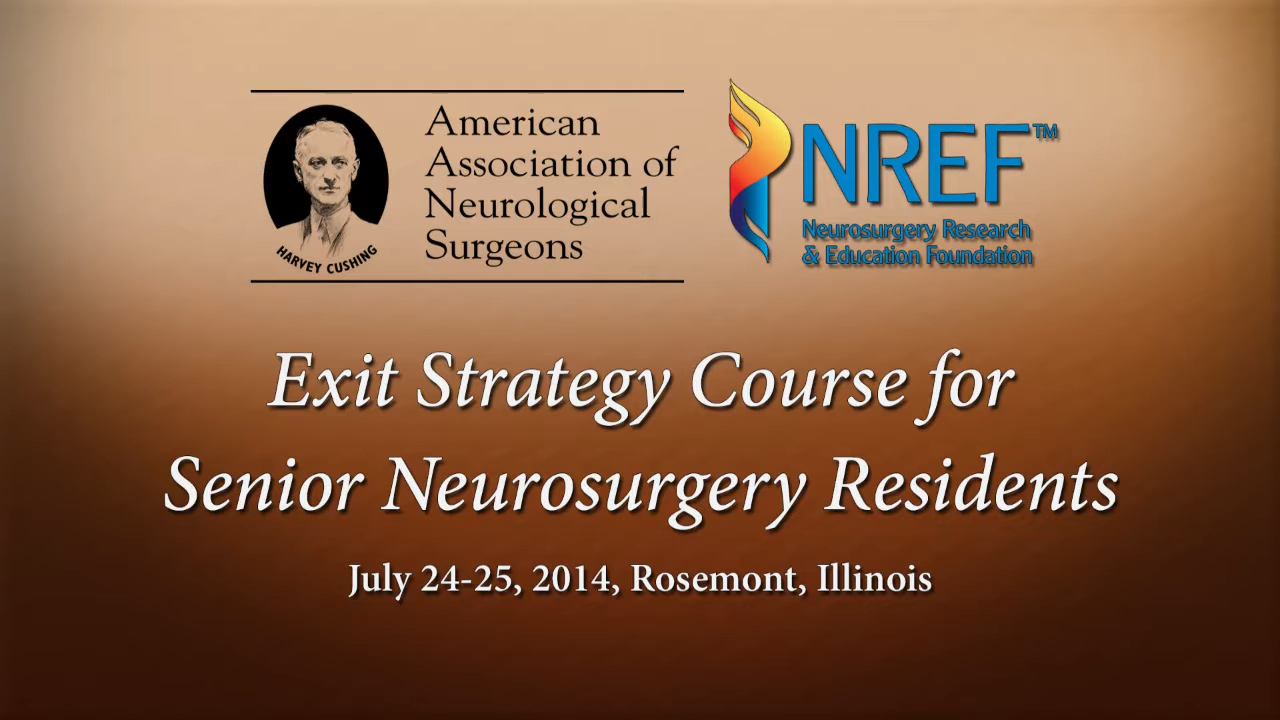 American
Association of
Neurological
Surgeons
HARVEY CUSHING
NREF™
Neurosurgery Research
& Education Foundation
Exit Strategy Course for
Senior Neurosurgery Residents
July 24-25, 2014, Rosemont, Illinois